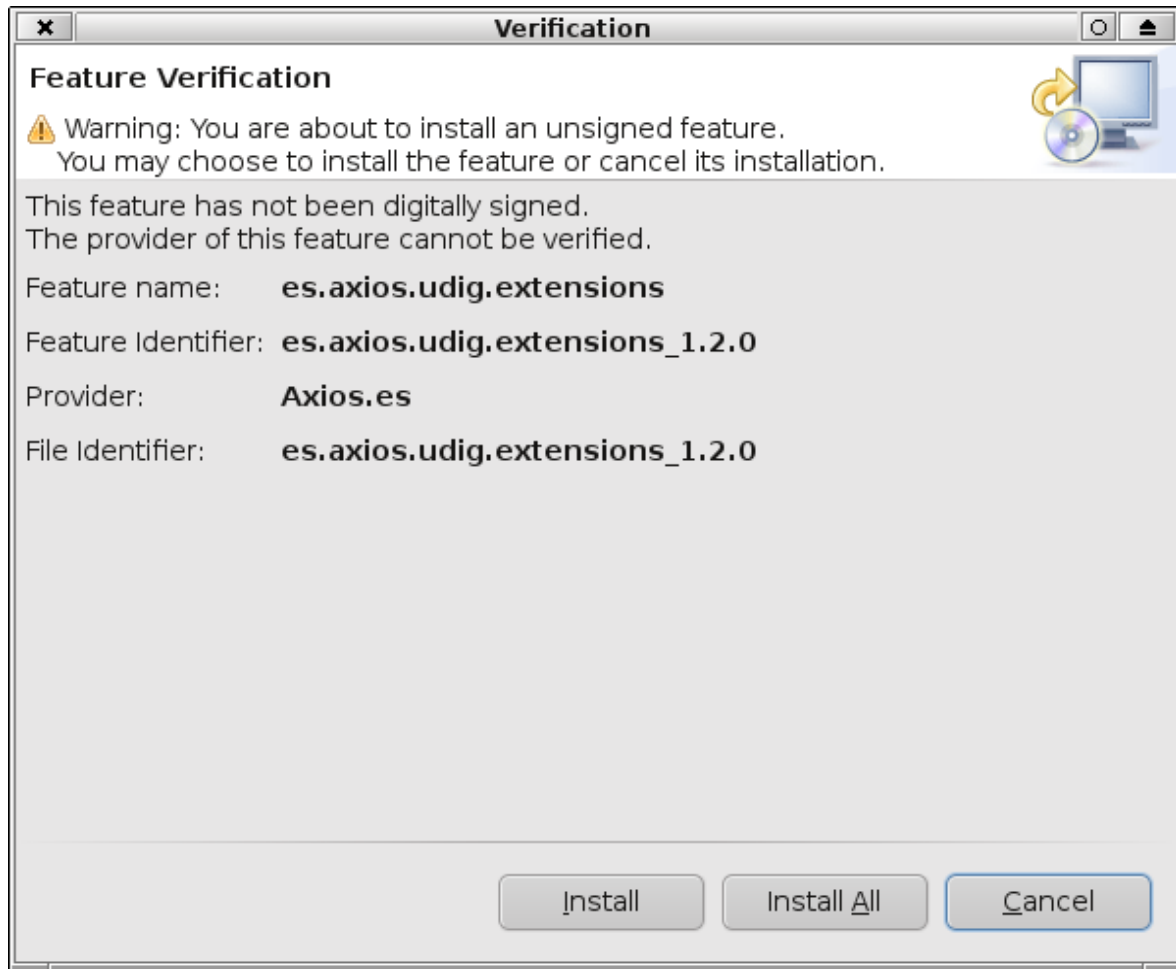 Verification
Feature Verification
Warning: You are about to install an unsigned feature.
You may choose to install the feature or cancel its installation.
This feature has not been digitally signed.
The provider of this feature cannot be verified.
Feature name: es.axios.udig.extensions
Feature Identifier: es.axios.udig.extensions_1.2.0
Provider: Axios.es
File Identifier: es.axios.udig.extensions_1.2.0
Install Install All Cancel